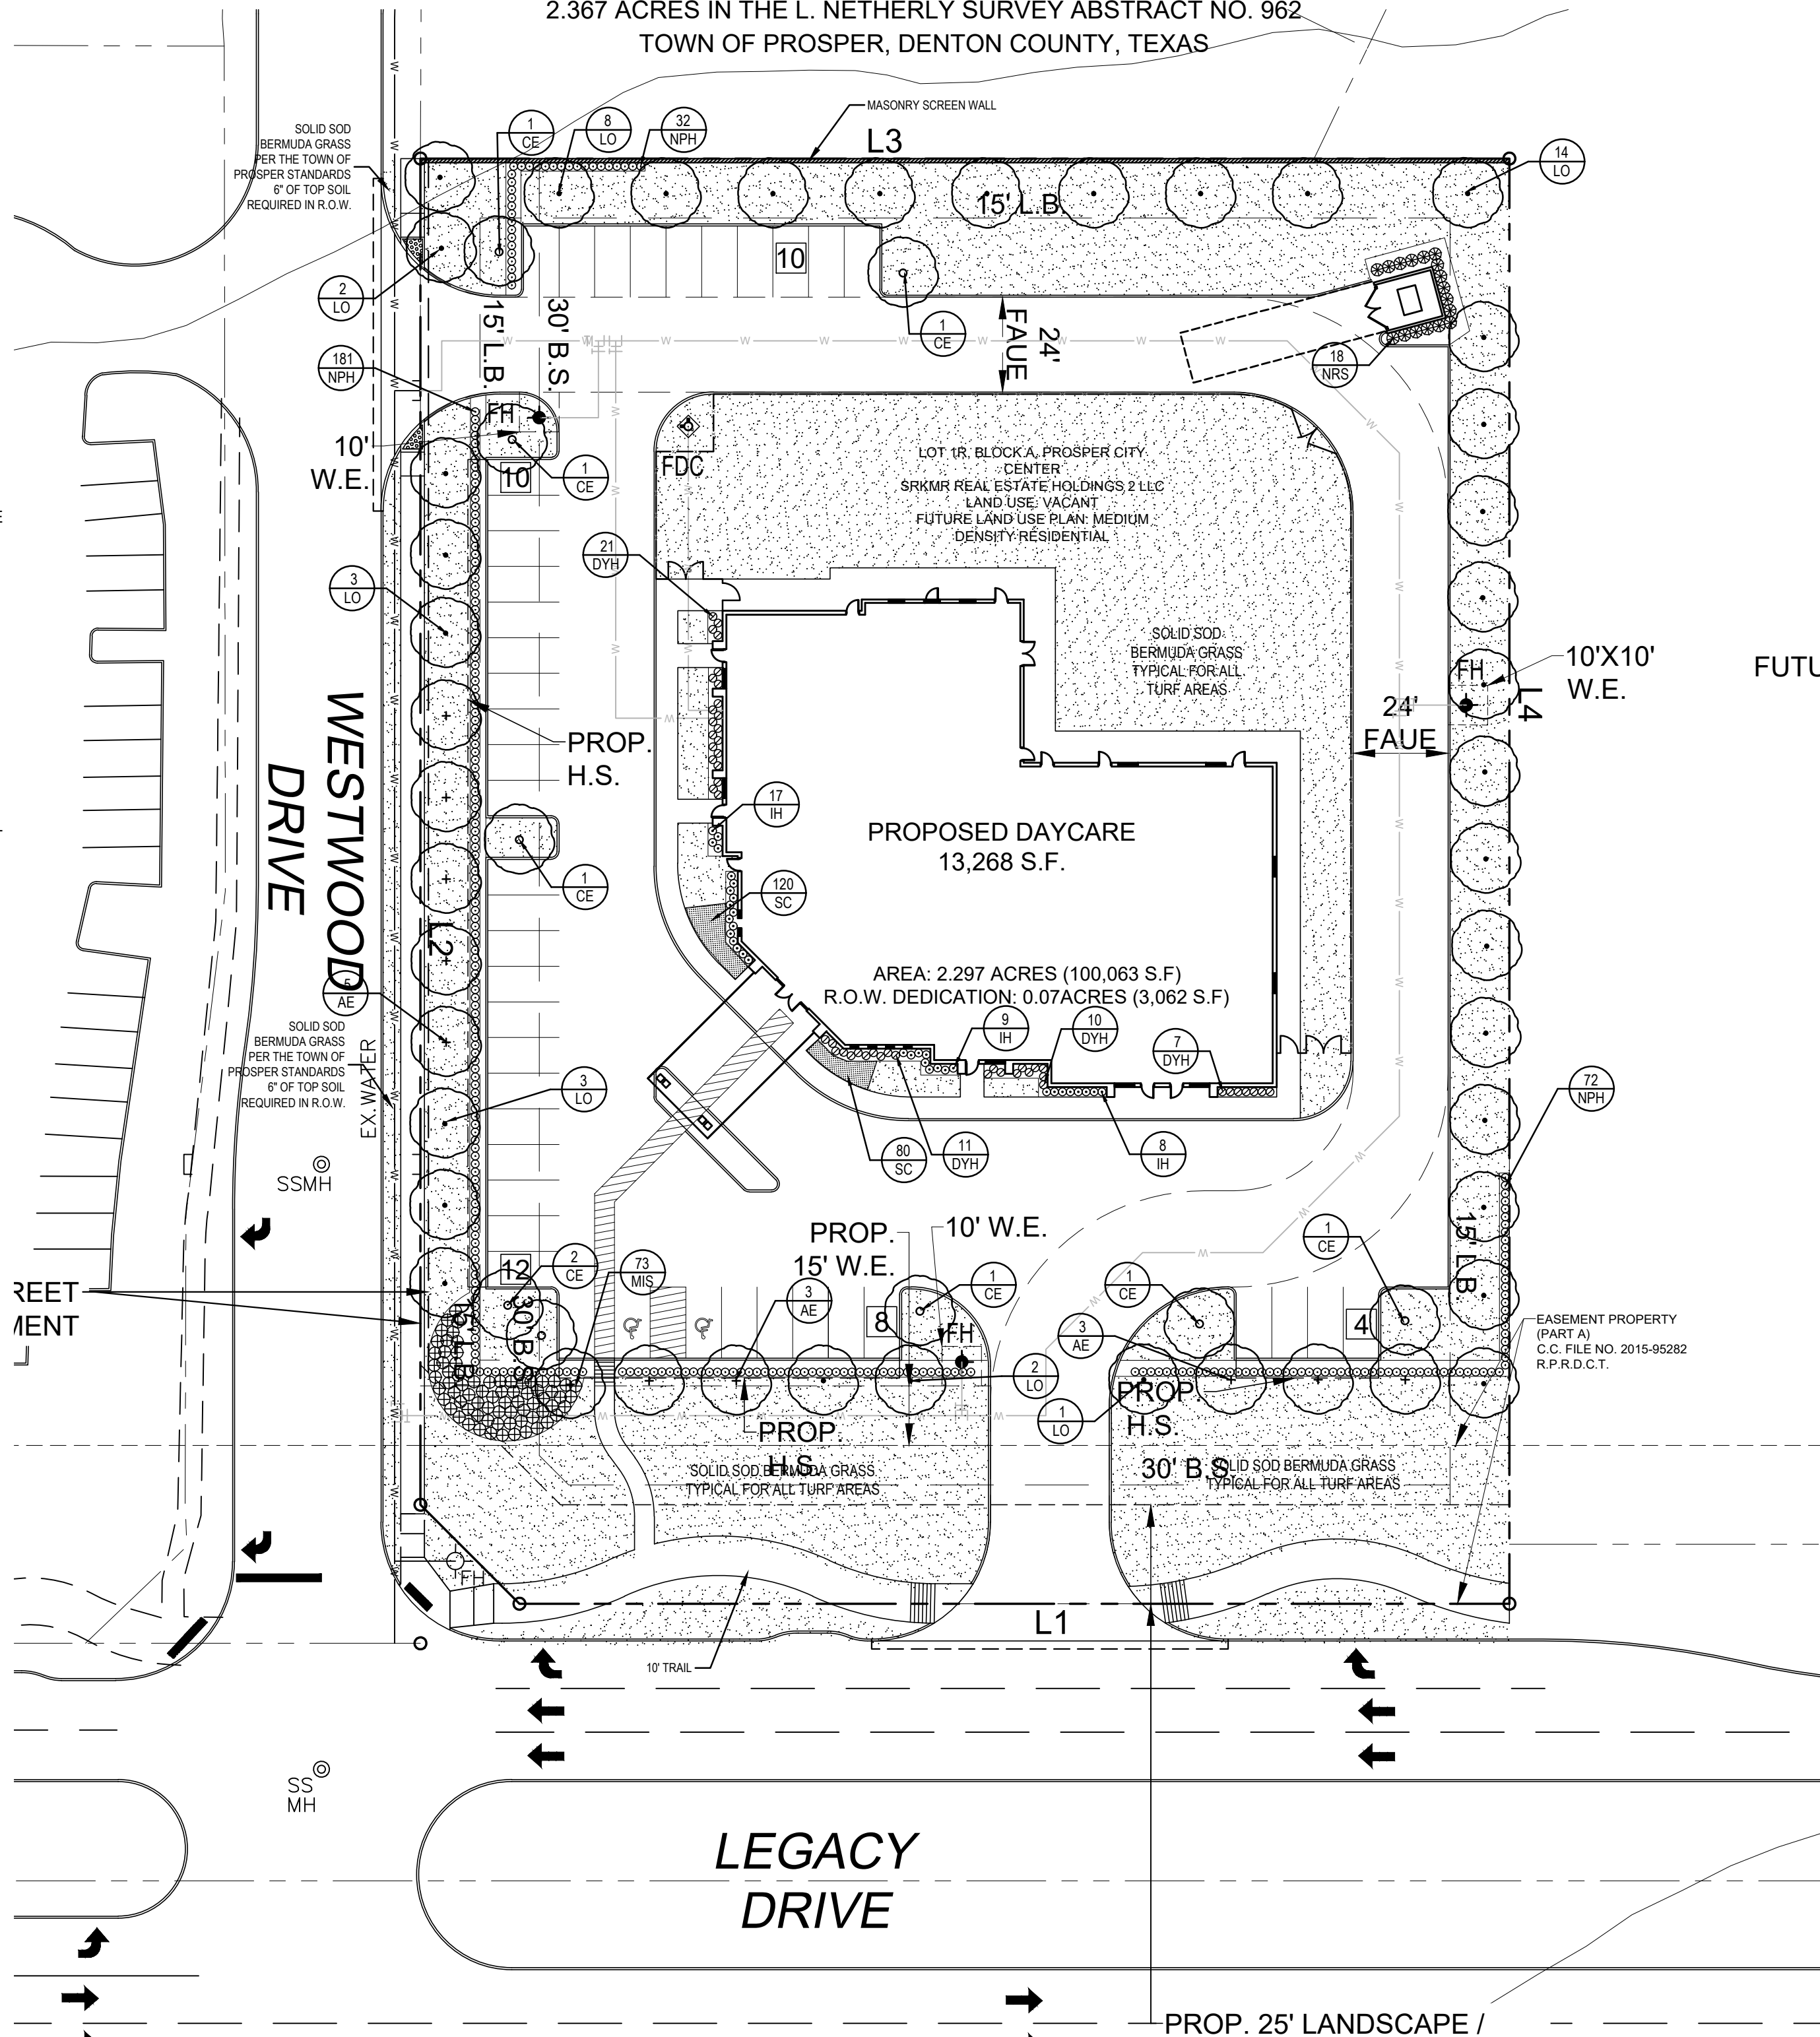 2.367 ACRES IN THE L. NETHERLY SURVEY ABSTRACT NO. 962
TOWN OF PROSPER, DENTON COUNTY, TEXAS
MASONRY SCREEN WALL
L3
SOLID SOD
BERMUDA GRASS
PER THE TOWN OF
PROSPER STANDARDS
6" OF TOP SOIL
REQUIRED IN R.O.W.
1
CE
8
LO
32
NPH
14
LO
15' L.B.
10
2
LO
181
NPH
15' L.B.
30' B.S.
1
CE
24'
FAUE
18
NRS
FH
10'
W.E.
10
1
CE
FDC
LOT 1R, BLOCK A, PROSPER CITY
CENTER
SRKMR REAL ESTATE HOLDINGS 2 LLC
LAND USE: VACANT
FUTURE LAND USE PLAN: MEDIUM
DENSITY RESIDENTIAL
21
DYH
3
LO
SOLID SOD
BERMUDA GRASS
TYPICAL FOR ALL
TURF AREAS
FH
10'X10'
W.E.
L4
FUTU
24'
FAUE
PROP.
H.S.
WESTWOOD
DRIVE
17
IH
PROPOSED DAYCARE
13,268 S.F.
1
CE
120
SC
L2
AREA: 2.297 ACRES (100,063 S.F)
R.O.W. DEDICATION: 0.07ACRES (3,062 S.F)
5
AE
SOLID SOD
BERMUDA GRASS
PER THE TOWN OF
PROSPER STANDARDS
6" OF TOP SOIL
REQUIRED IN R.O.W.
EX. WATER
9
IH
10
DYH
7
DYH
3
LO
72
NPH
80
SC
11
DYH
8
IH
SSMH
PROP.
15' W.E.
10' W.E.
1
CE
15' L.B.
12
2
CE
73
MIS
3
AE
1
CE
1
CE
REET
MENT
15' L.B.
30' B.S.
8
FH
3
AE
4
EASEMENT PROPERTY
(PART A)
C.C. FILE NO. 2015-95282
R.P.R.D.C.T.
2
LO
1
LO
PROP.
H.S.
PROP.
H.S.
SOLID SOD BERMUDA GRASS
TYPICAL FOR ALL TURF AREAS
30' B.S.
SOLID SOD BERMUDA GRASS
TYPICAL FOR ALL TURF AREAS
FH
L1
10' TRAIL
SS
MH
LEGACY
DRIVE
PROP. 25' LANDSCAPE /